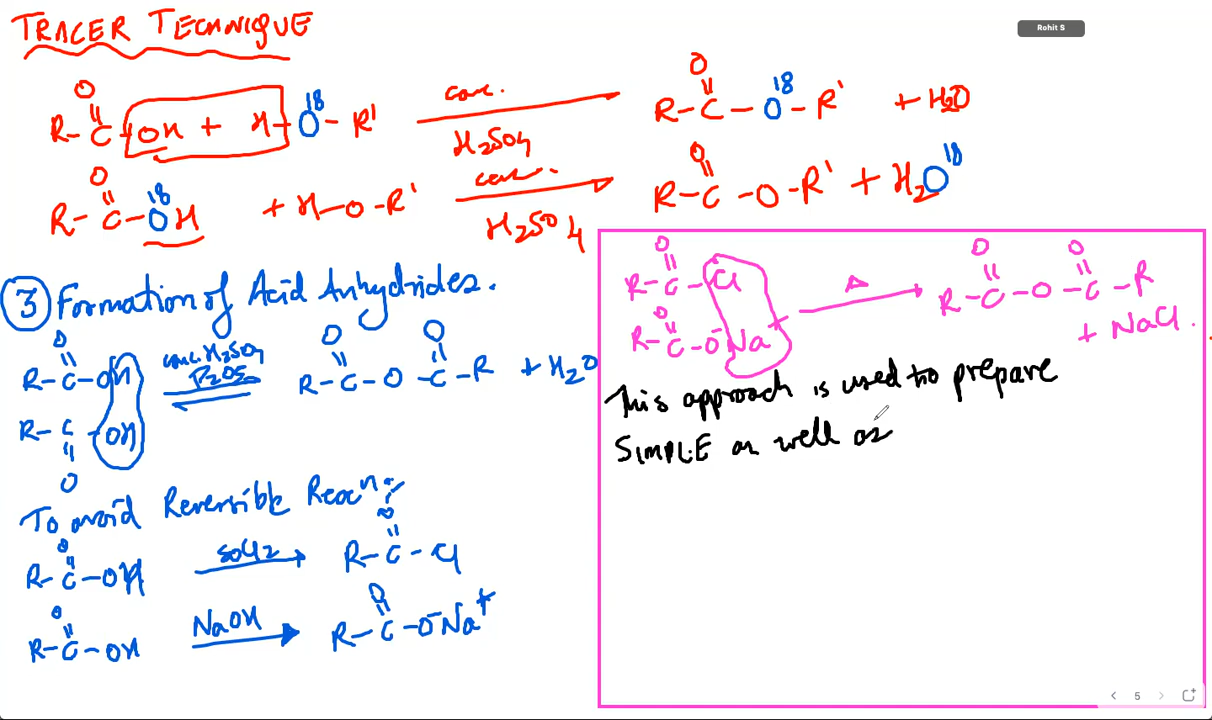 TRACER TECHNIQUE
Rohit S
R-C-OH + H-O18-R' conc. H2SO4 R-C-O18-R' + H2O
O O
R-C-O18H + H-O-R' conc. H2SO4 R-C-O-R' + H2O18
O O
③ Formation of Acid Anhydrides.
O O O
R-C-OH conc. H2SO4 P2O5 R-C-O-C-R + H2O
R-C-OH
O
To avoid Reversible Reacn:
O O
R-C-OH SOCl2 R-C-Cl
O O
R-C-OH NaOH R-C-O-Na+
O O O
R-C-Cl Δ R-C-O-C-R
O
R-C-O-Na+ + NaCl.
This approach is used to prepare
SIMPLE as well as
5